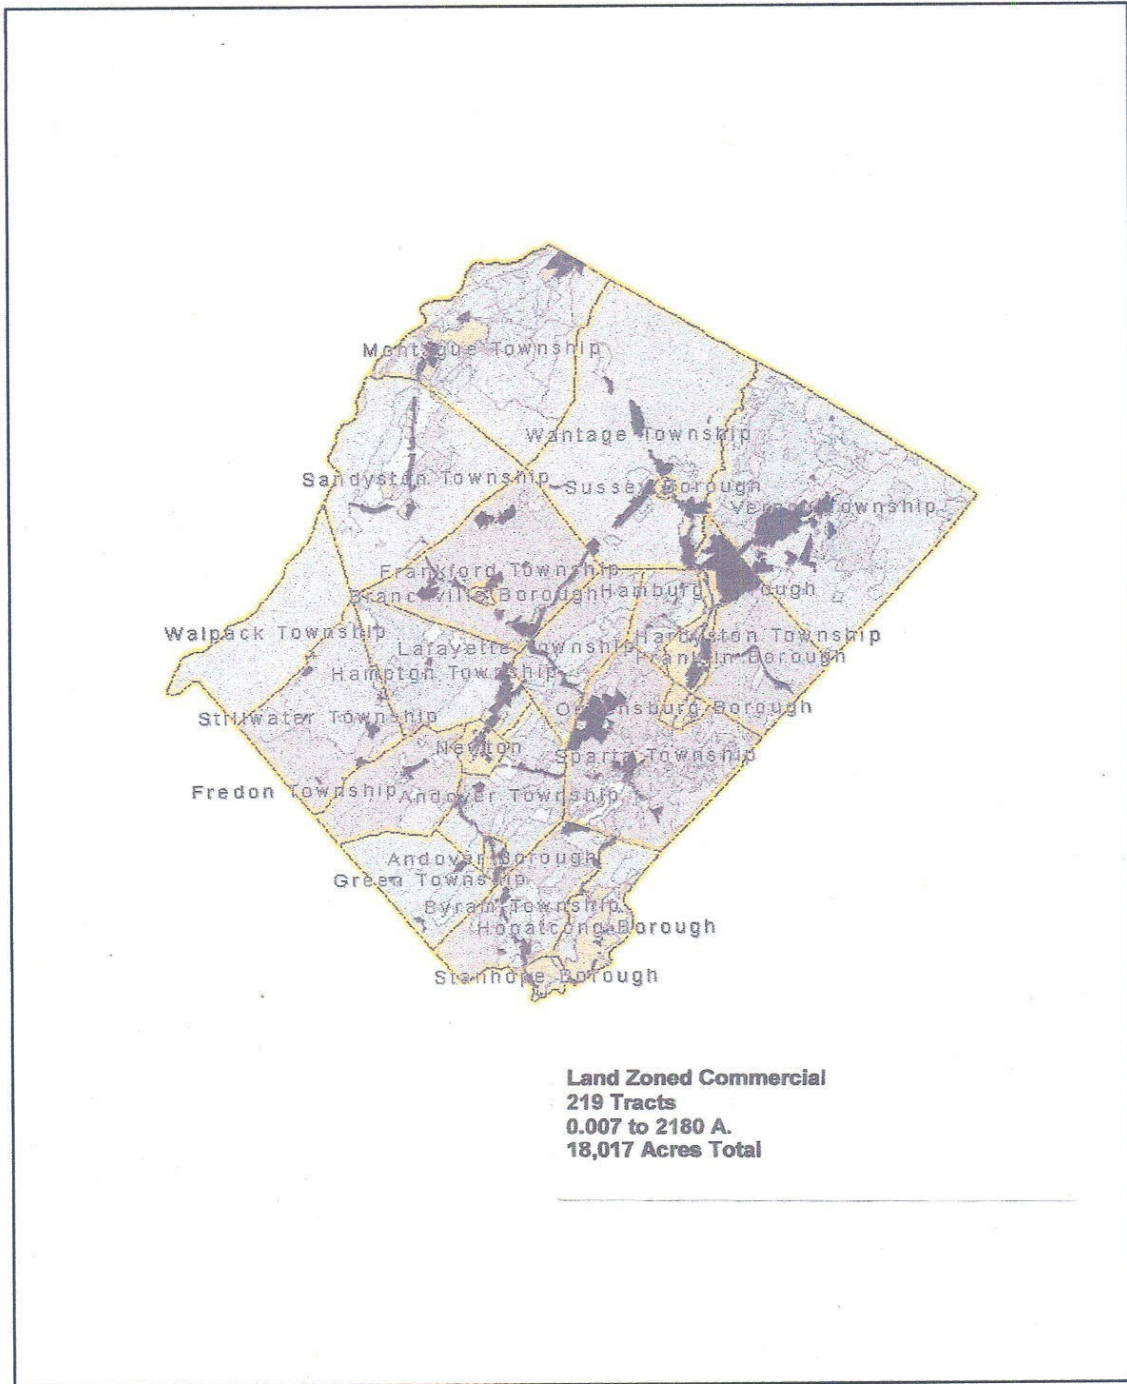 Montague Township
Wantage Township
Sandyston Township
Sussex Borough
Vernon Township
Frankford Township
Branchville Borough
Hamburg Borough
Walpack Township
Hardyston Township
Lafayette Township
Franklin Borough
Hampton Township
Ogdensburg Borough
Stillwater Township
Newton
Sparta Township
Fredon Township
Andover Township
Andover Borough
Green Township
Byram Township
Hopatcong Borough
Stanhope Borough
Land Zoned Commercial
219 Tracts
0.007 to 2180 A.
18,017 Acres Total